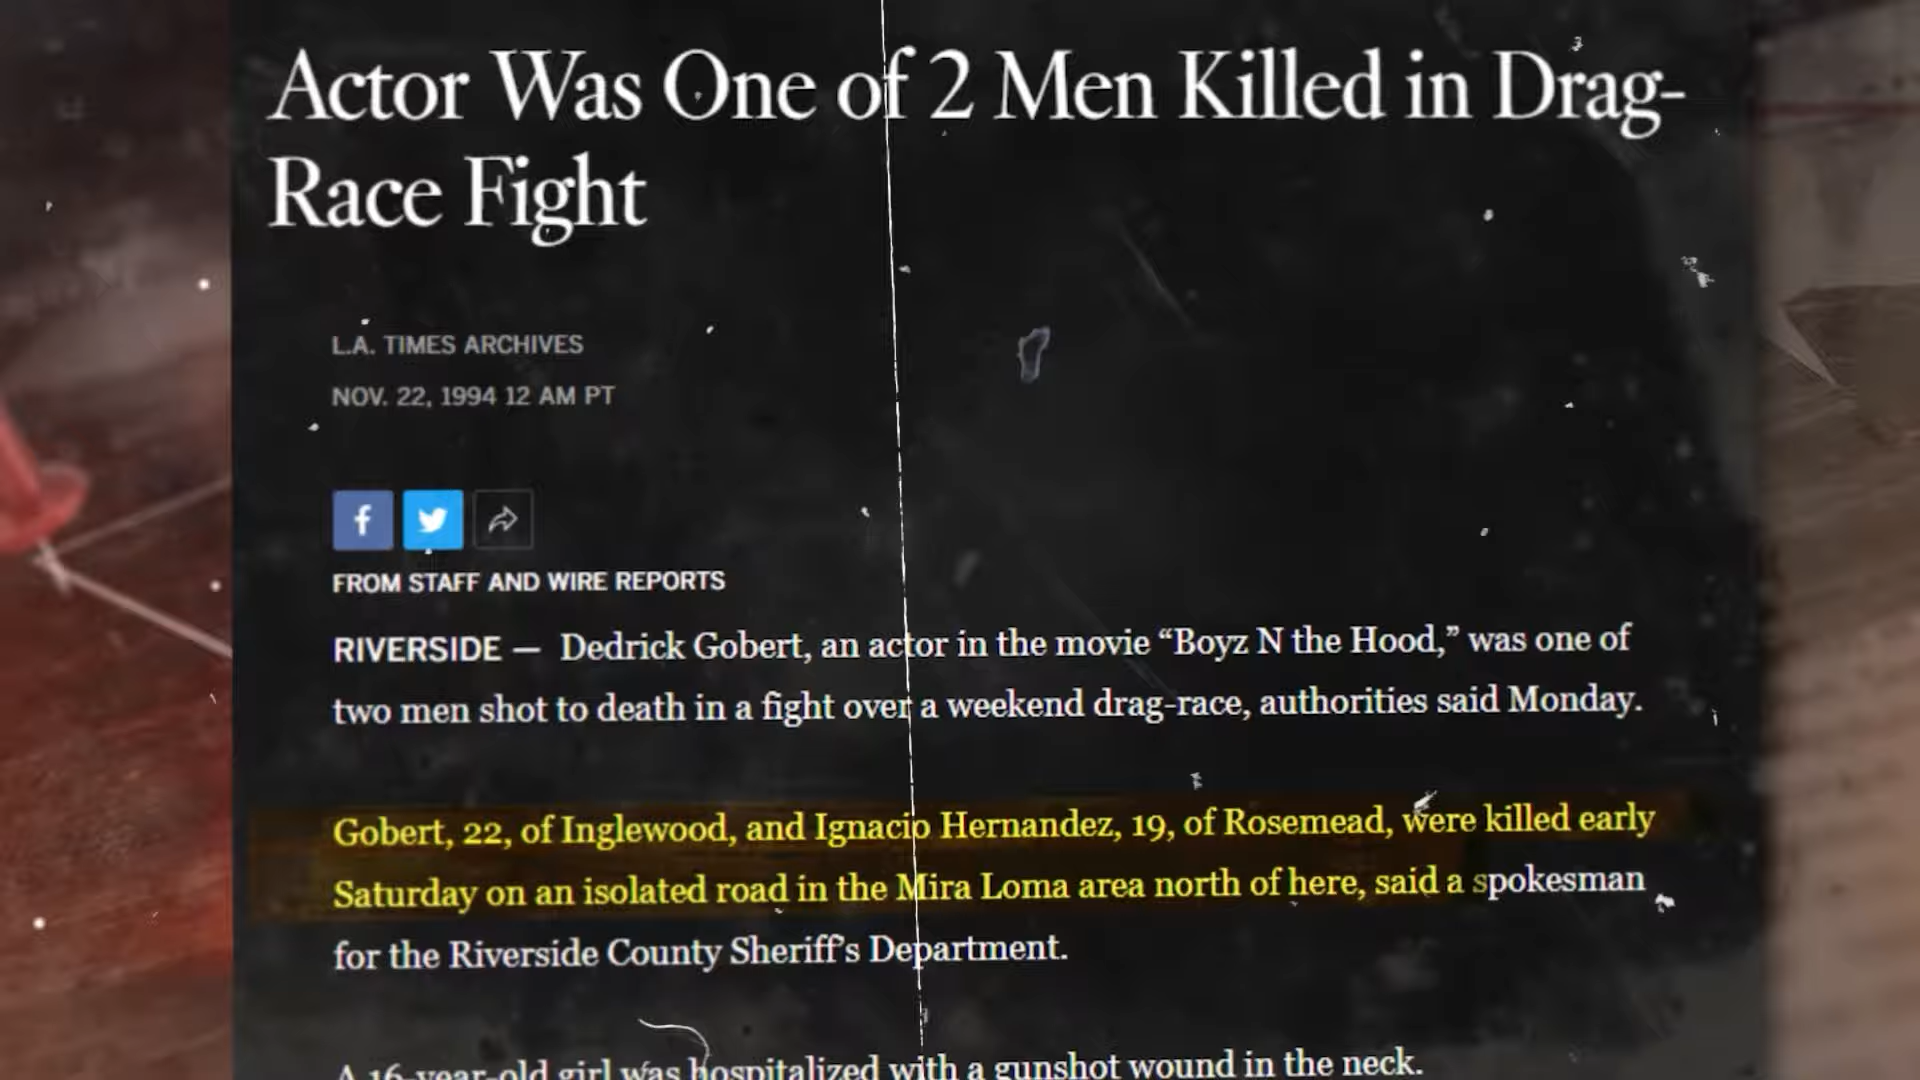 Actor Was One of 2 Men Killed in Drag-
Race Fight
L.A. TIMES ARCHIVES
NOV. 22, 1994 12 AM PT
FROM STAFF AND WIRE REPORTS
RIVERSIDE — Dedrick Gobert, an actor in the movie “Boyz N the Hood,” was one of
two men shot to death in a fight over a weekend drag-race, authorities said Monday.
Gobert, 22, of Inglewood, and Ignacio Hernandez, 19, of Rosemead, were killed early
Saturday on an isolated road in the Mira Loma area north of here, said a spokesman
for the Riverside County Sheriff’s Department.
A 16-year-old girl was hospitalized with a gunshot wound in the neck.